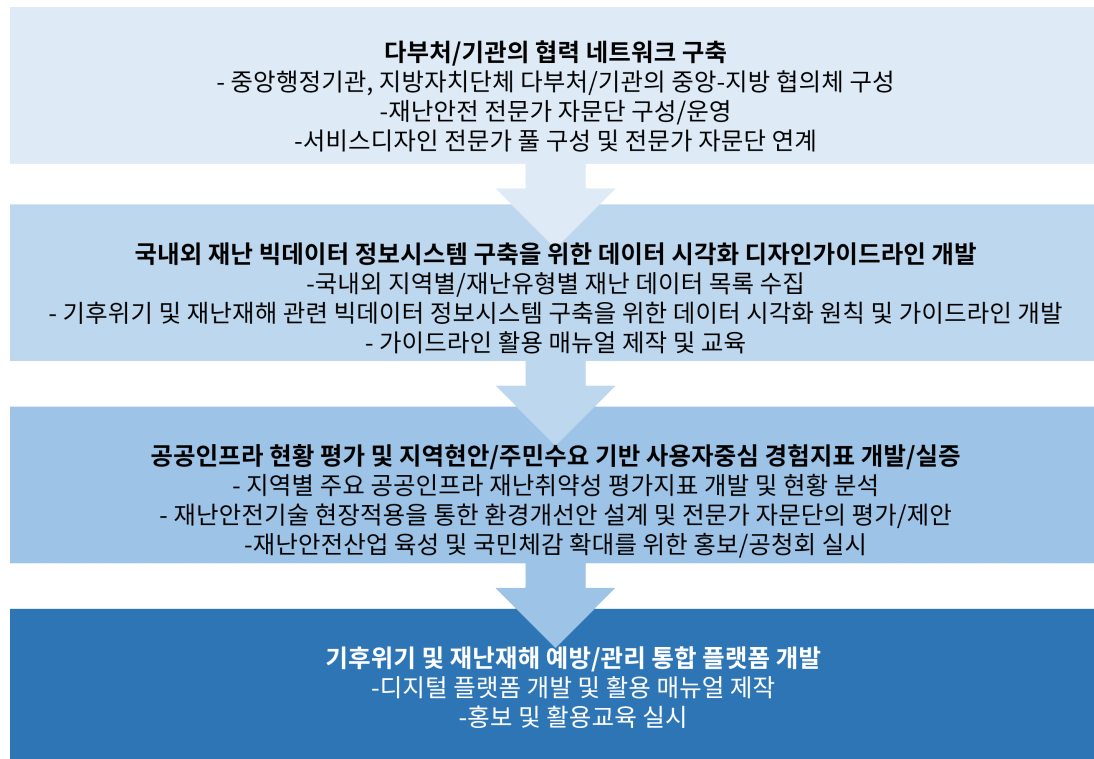 다부처/기관의 협력 네트워크 구축
- 중앙행정기관, 지방자치단체 다부처/기관의 중앙-지방 협의체 구성
-재난안전 전문가 자문단 구성/운영
-서비스디자인 전문가 풀 구성 및 전문가 자문단 연계
국내외 재난 빅데이터 정보시스템 구축을 위한 데이터 시각화 디자인가이드라인 개발
-국내외 지역별/재난유형별 재난 데이터 목록 수집
- 기후위기 및 재난재해 관련 빅데이터 정보시스템 구축을 위한 데이터 시각화 원칙 및 가이드라인 개발
- 가이드라인 활용 매뉴얼 제작 및 교육
공공인프라 현황 평가 및 지역현안/주민수요 기반 사용자중심 경험지표 개발/실증
- 지역별 주요 공공인프라 재난취약성 평가지표 개발 및 현황 분석
- 재난안전기술 현장적용을 통한 환경개선안 설계 및 전문가 자문단의 평가/제안
-재난안전산업 육성 및 국민체감 확대를 위한 홍보/공청회 실시
기후위기 및 재난재해 예방/관리 통합 플랫폼 개발
-디지털 플랫폼 개발 및 활용 매뉴얼 제작
-홍보 및 활용교육 실시